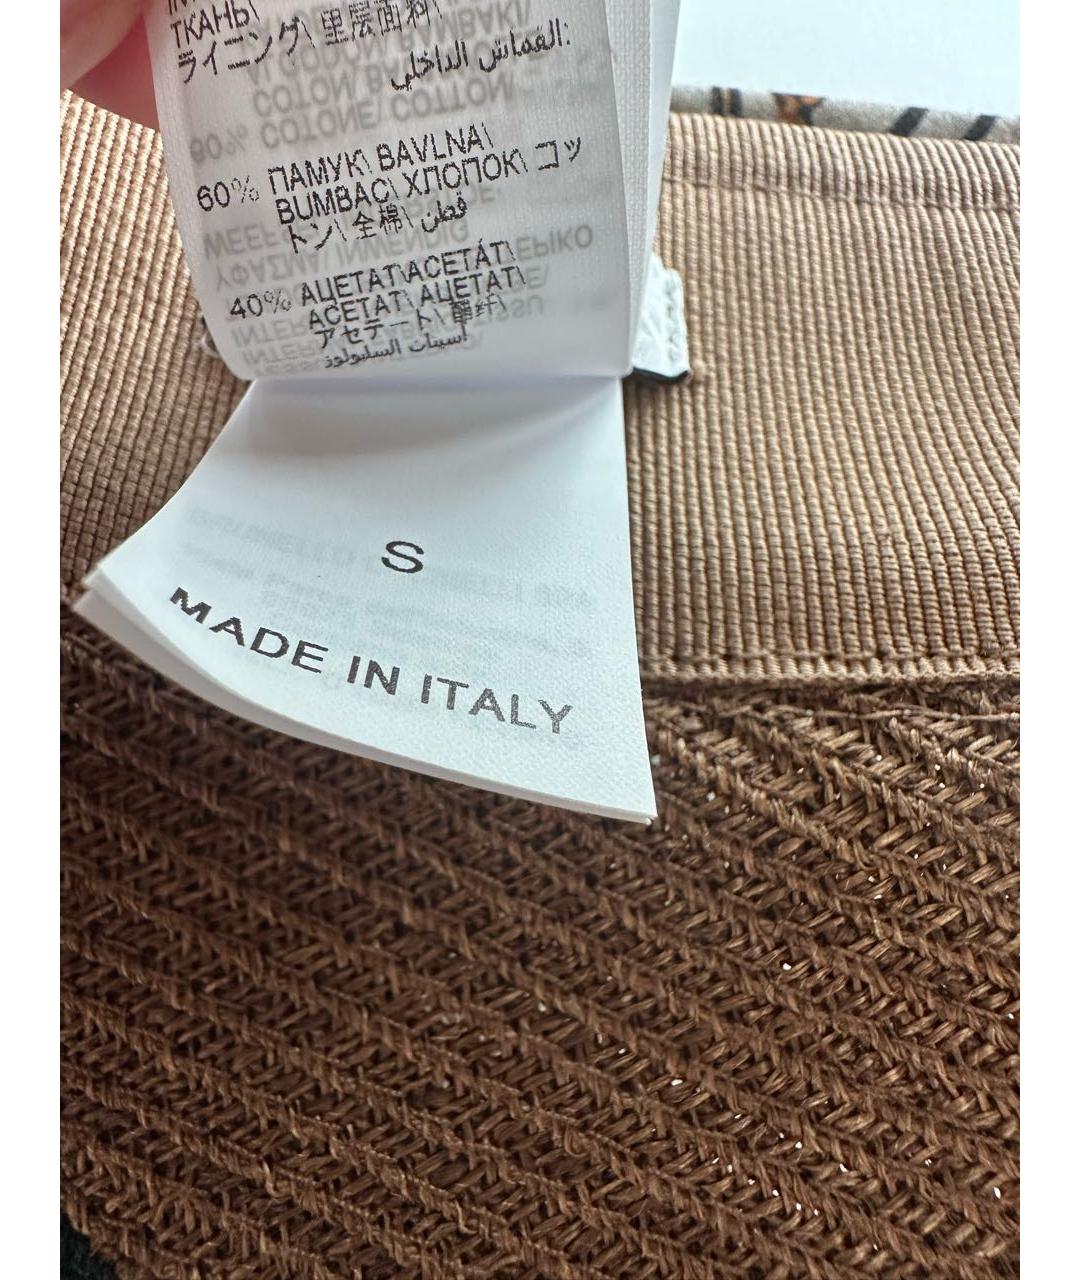 ТКАНЬ\
ライニング\ 里层面料\
القماش الداخلي:
60% ПАМУК\ BAVLNA\
BUMBAC\ ХЛОПОК\ コッ
トン\ 全棉\ قطن
40% АЦЕТАТ\ACETÁT\
ACETAT\ АЦЕТАТ\
アセテート\ 醋纤\
أسيتات السليولوز
S
MADE IN ITALY